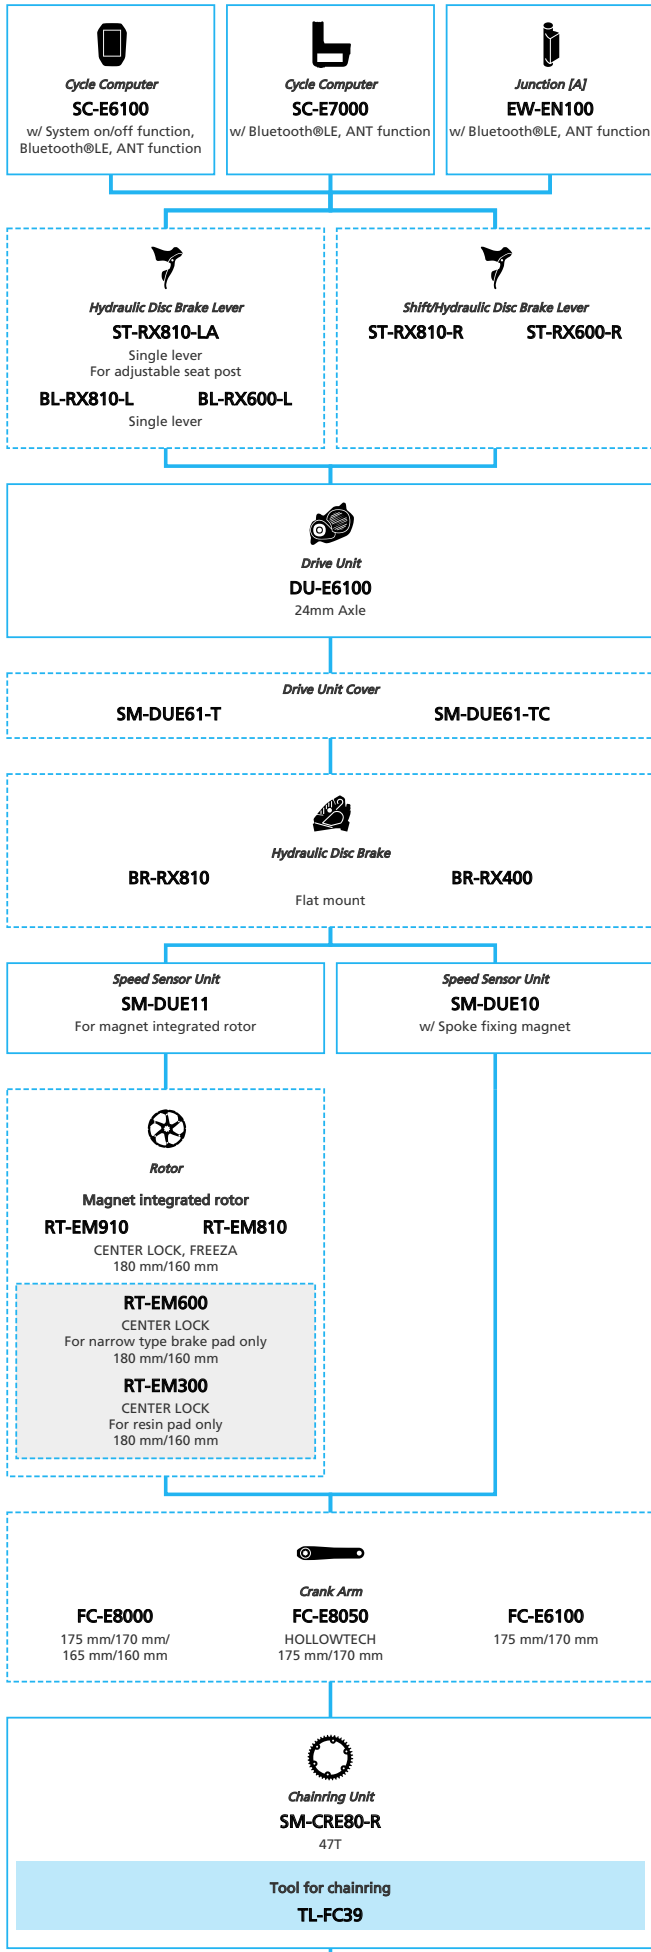 Cycle Computer
SC-E6100
w/ System on/off function,
Bluetooth®LE, ANT function
Cycle Computer
SC-E7000
w/ Bluetooth®LE, ANT function
Junction [A]
EW-EN100
w/ Bluetooth®LE, ANT function
Hydraulic Disc Brake Lever
ST-RX810-LA
Single lever
For adjustable seat post
BL-RX810-L BL-RX600-L
Single lever
Shift/Hydraulic Disc Brake Lever
ST-RX810-R ST-RX600-R
Drive Unit
DU-E6100
24mm Axle
Drive Unit Cover
SM-DUE61-T SM-DUE61-TC
Hydraulic Disc Brake
BR-RX810 BR-RX400
Flat mount
Speed Sensor Unit
SM-DUE11
For magnet integrated rotor
Speed Sensor Unit
SM-DUE10
w/ Spoke fixing magnet
Rotor
Magnet integrated rotor
RT-EM910 RT-EM810
CENTER LOCK, FREEZA
180 mm/160 mm
RT-EM600
CENTER LOCK
For narrow type brake pad only
180 mm/160 mm
RT-EM300
CENTER LOCK
For resin pad only
180 mm/160 mm
Crank Arm
FC-E8000
175 mm/170 mm/
165 mm/160 mm
FC-E8050
HOLLOWTECH
175 mm/170 mm
FC-E6100
175 mm/170 mm
Chainring Unit
SM-CRE80-R
47T
Tool for chainring
TL-FC39